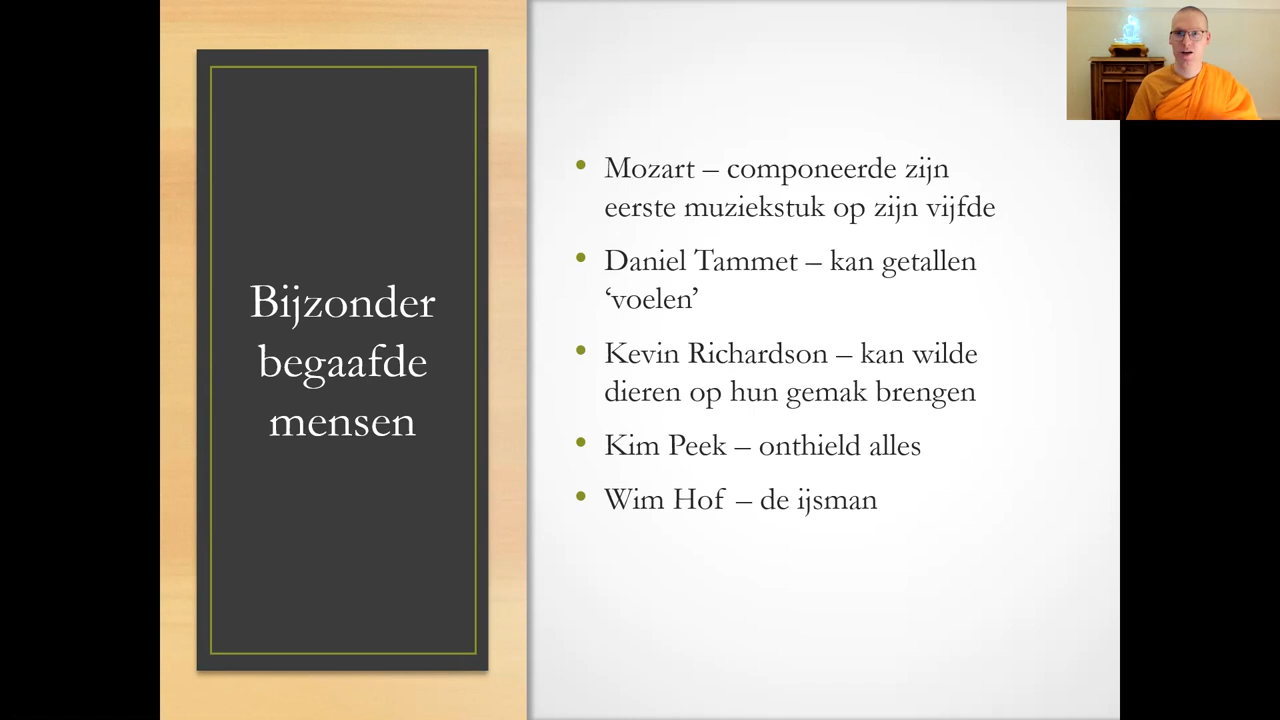 Bijzonder
begaafde
mensen
• Mozart – componeerde zijn
eerste muziekstuk op zijn vijfde
• Daniel Tammet – kan getallen
‘voelen’
• Kevin Richardson – kan wilde
dieren op hun gemak brengen
• Kim Peek – onthield alles
• Wim Hof – de ijsman